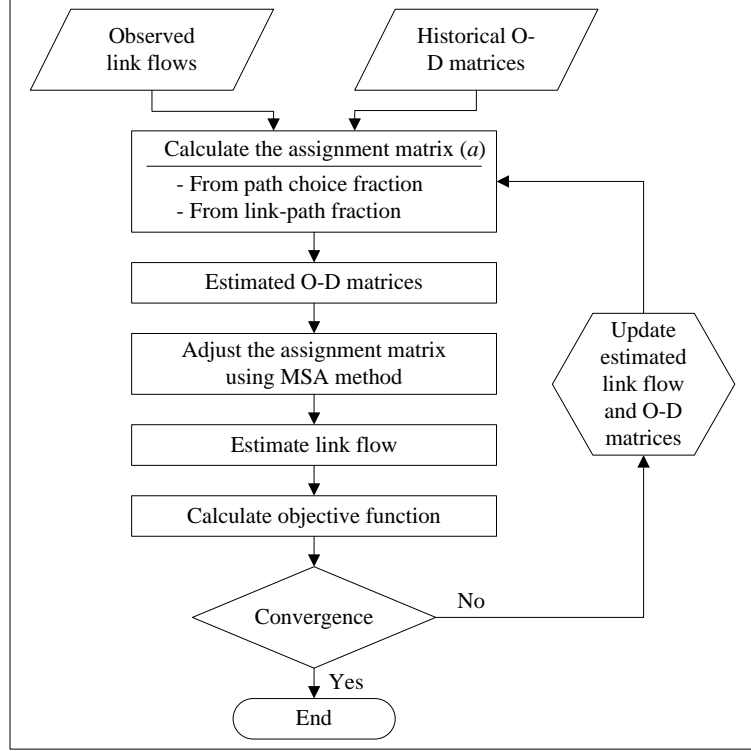 Observed
link flows
Historical O-
D matrices
Calculate the assignment matrix (a)
- From path choice fraction
- From link-path fraction
Estimated O-D matrices
Adjust the assignment matrix
using MSA method
Update
estimated
link flow
and O-D
matrices
Estimate link flow
Calculate objective function
Convergence
No
Yes
End